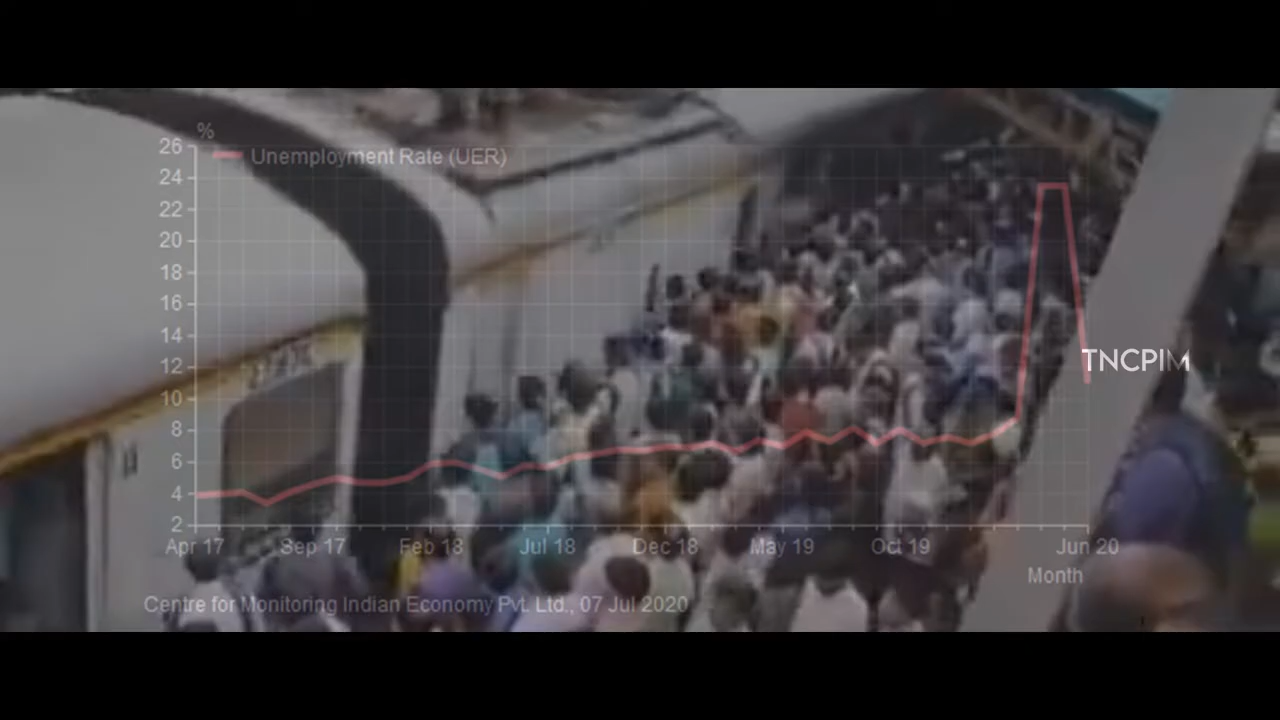 %
Unemployment Rate (UER)
26
24
22
20
18
16
14
12
10
8
6
4
2
Apr 17 Sep 17 Feb 18 Jul 18 Dec 18 May 19 Oct 19 Jun 20
Month
Centre for Monitoring Indian Economy Pvt. Ltd., 07 Jul 2020
TNCPIM